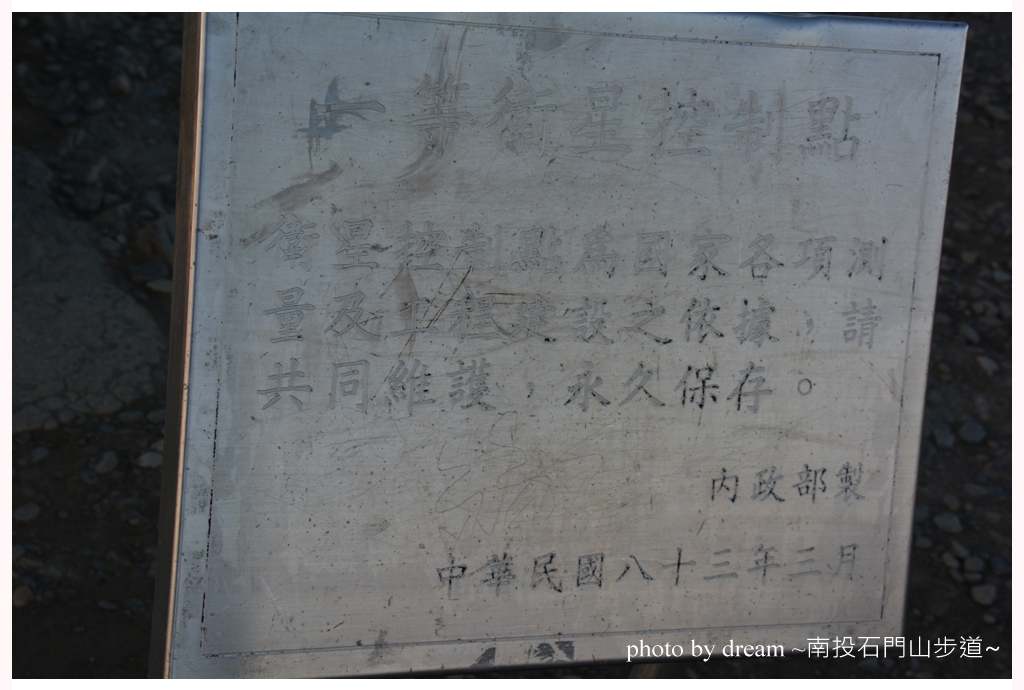 一等衛星控制點
衛星控制點為國家各項測
量及工程建設之依據，請
共同維護，永久保存。
內政部製
中華民國八十三年三月
photo by dream ~南投石門山步道~